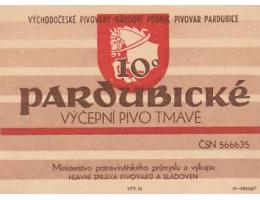 VÝCHODOČESKÉ PIVOVARY - NÁRODNÍ PODNIK - PIVOVAR PARDUBICE
10°
PARDUBICKÉ
VÝČEPNÍ PIVO TMAVÉ
ČSN 566635
Ministerstvo potravinářského průmyslu a výkupu
HLAVNÍ SPRÁVA PIVOVARŮ A SLADOVEN